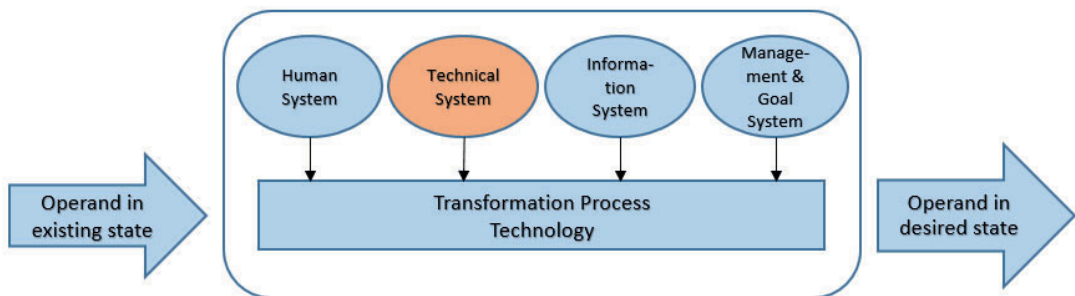 Human
System
Technical
System
Informa-
tion
System
Manage-
ment &
Goal
System
Operand in
existing state
Transformation Process
Technology
Operand in
desired state